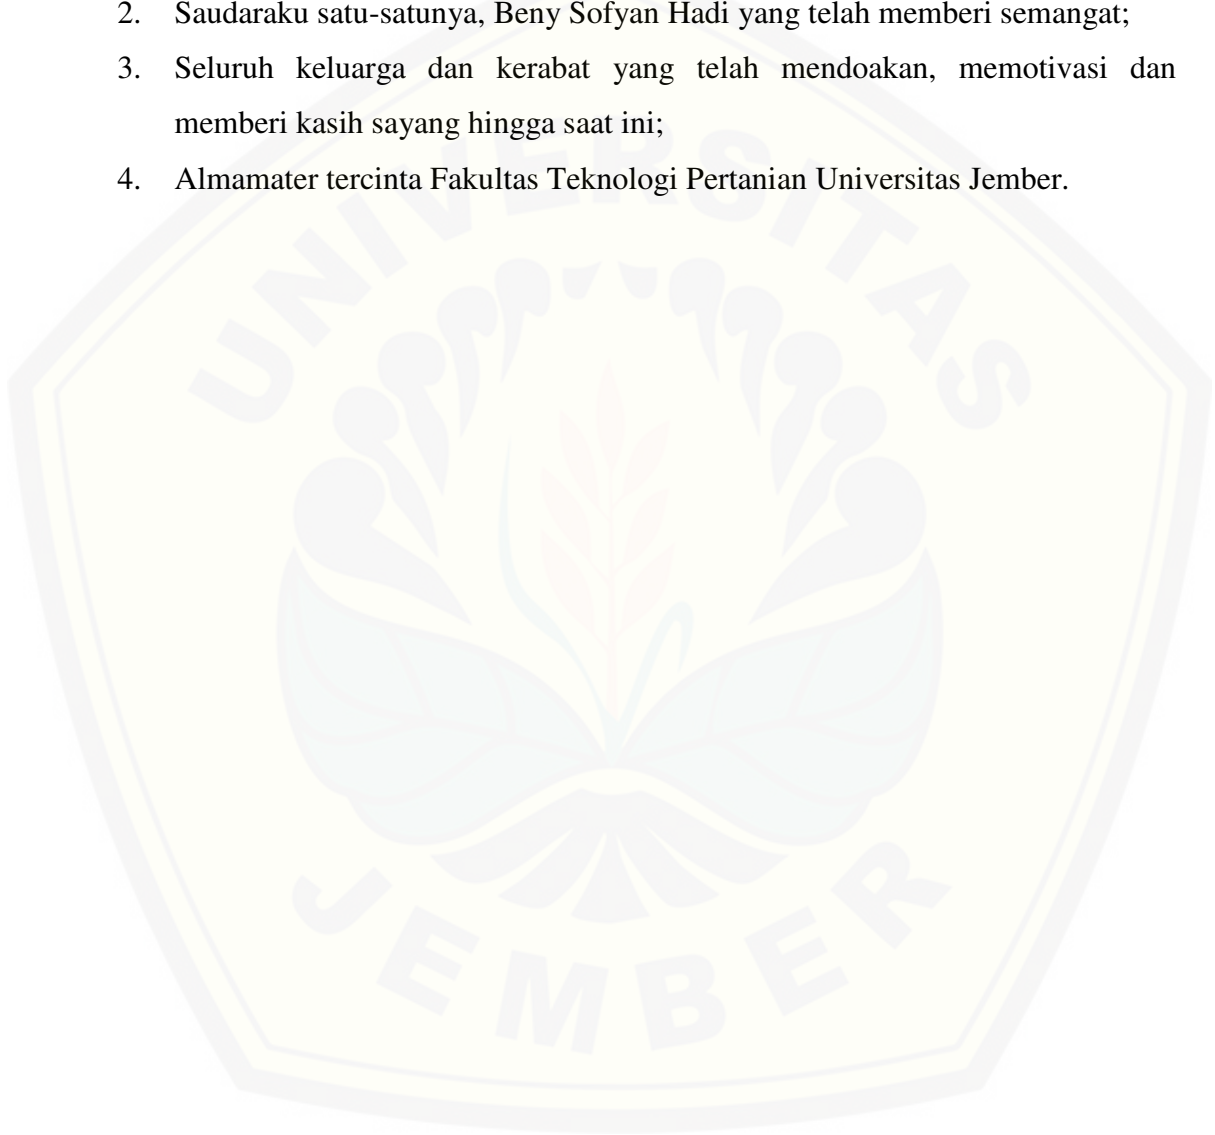 2. Saudaraku satu-satunya, Beny Sofyan Hadi yang telah memberi semangat;
3. Seluruh keluarga dan kerabat yang telah mendoakan, memotivasi dan
memberi kasih sayang hingga saat ini;
4. Almamater tercinta Fakultas Teknologi Pertanian Universitas Jember.
UNIVERSITAS
JEMBER